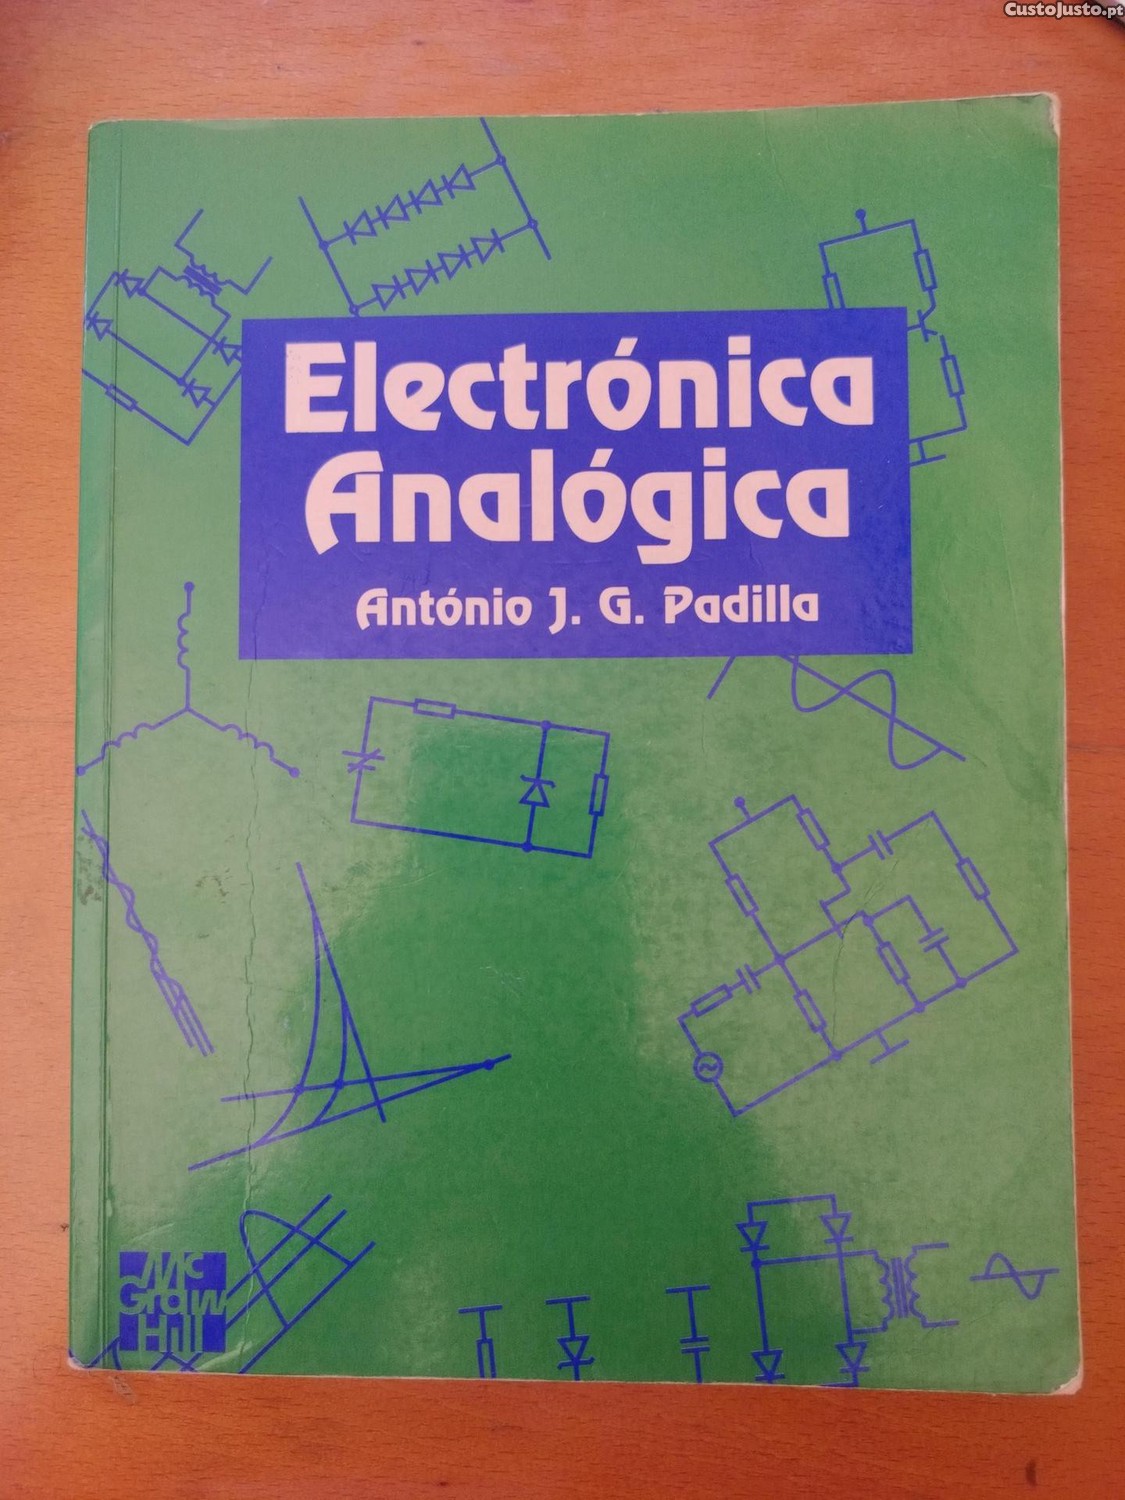 CustoJusto.pt
Electrónica
Analógica
António J. G. Padilla
Mc
Graw
Hill